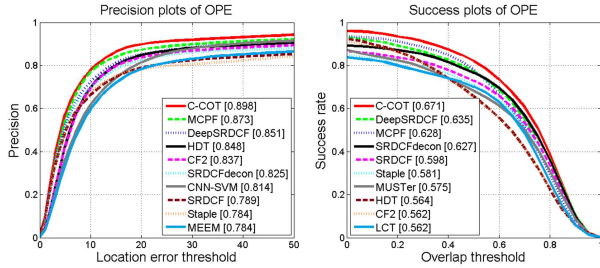 Precision plots of OPE
Precision
1
0.8
0.6
0.4
0.2
0
C-COT [0.898]
MCPF [0.873]
DeepSRDCF [0.851]
HDT [0.848]
CF2 [0.837]
SRDCFdecon [0.825]
CNN-SVM [0.814]
SRDCF [0.789]
Staple [0.784]
MEEM [0.784]
0 10 20 30 40 50
Location error threshold
Success plots of OPE
Success rate
1
0.8
0.6
0.4
0.2
0
C-COT [0.671]
DeepSRDCF [0.635]
MCPF [0.628]
SRDCFdecon [0.627]
SRDCF [0.598]
Staple [0.581]
MUSTer [0.575]
HDT [0.564]
CF2 [0.562]
LCT [0.562]
0 0.2 0.4 0.6 0.8 1
Overlap threshold